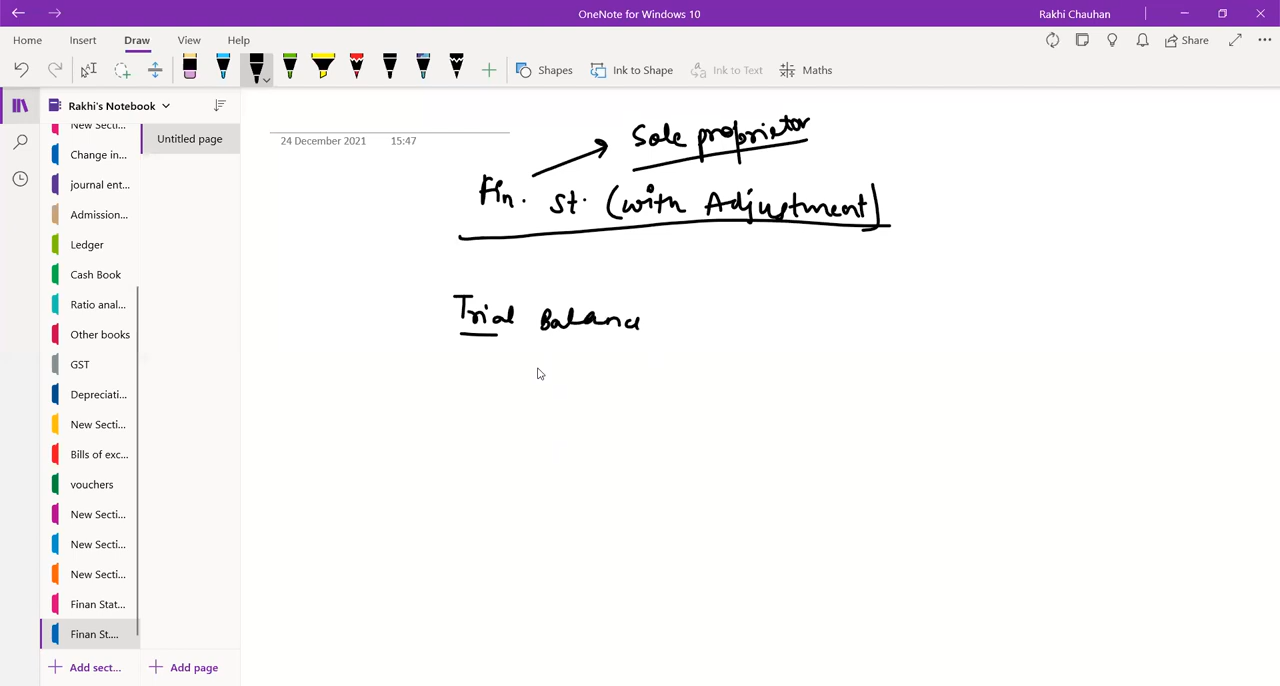 OneNote for Windows 10
Rakhi Chauhan
Home Insert Draw View Help
Share
Shapes Ink to Shape Ink to Text Maths
Rakhi's Notebook
New Secti...
Change in...
journal ent...
Admission...
Ledger
Cash Book
Ratio anal...
Other books
GST
Depreciati...
New Secti...
Bills of exc...
vouchers
New Secti...
New Secti...
New Secti...
Finan Stat...
Finan St....
Add sect...
Untitled page
Add page
24 December 2021 15:47
Sole proprietor
Fin. St. (with Adjustment)
Trial Balance